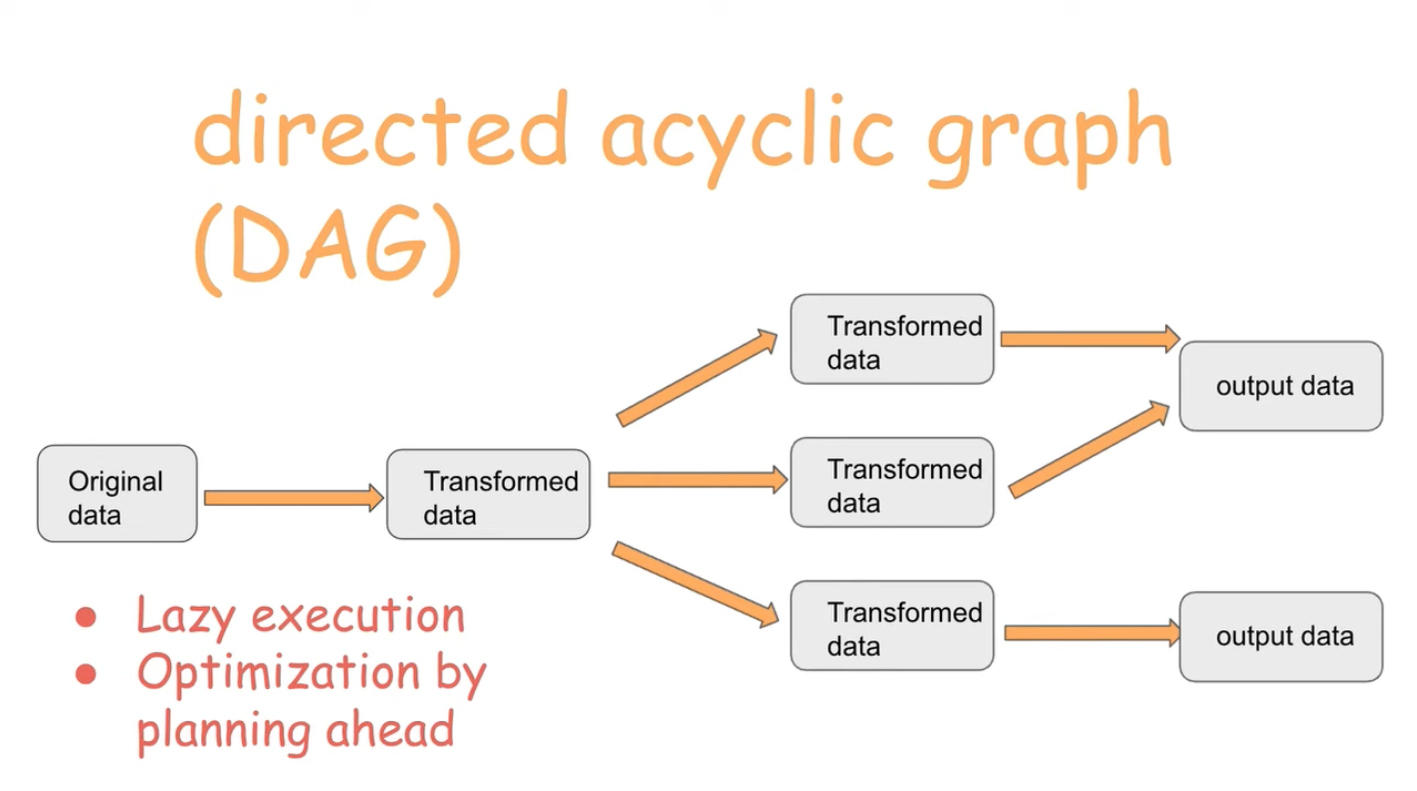 directed acyclic graph
(DAG)
Transformed
data
output data
Original
data
Transformed
data
Transformed
data
Transformed
data
output data
● Lazy execution
● Optimization by
planning ahead